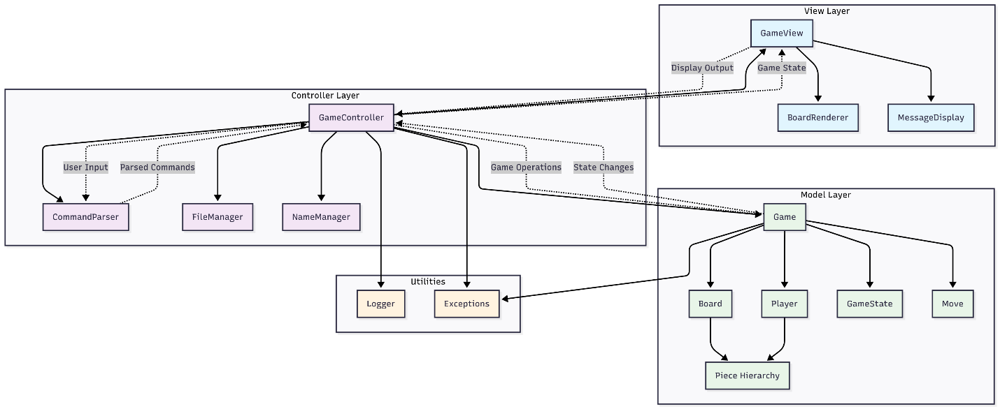 View Layer
GameView
Display Output
Game State
BoardRenderer
MessageDisplay
Controller Layer
GameController
User Input
Parsed Commands
Game Operations
State Changes
CommandParser
FileManager
NameManager
Model Layer
Game
Board
Player
GameState
Move
Piece Hierarchy
Utilities
Logger
Exceptions